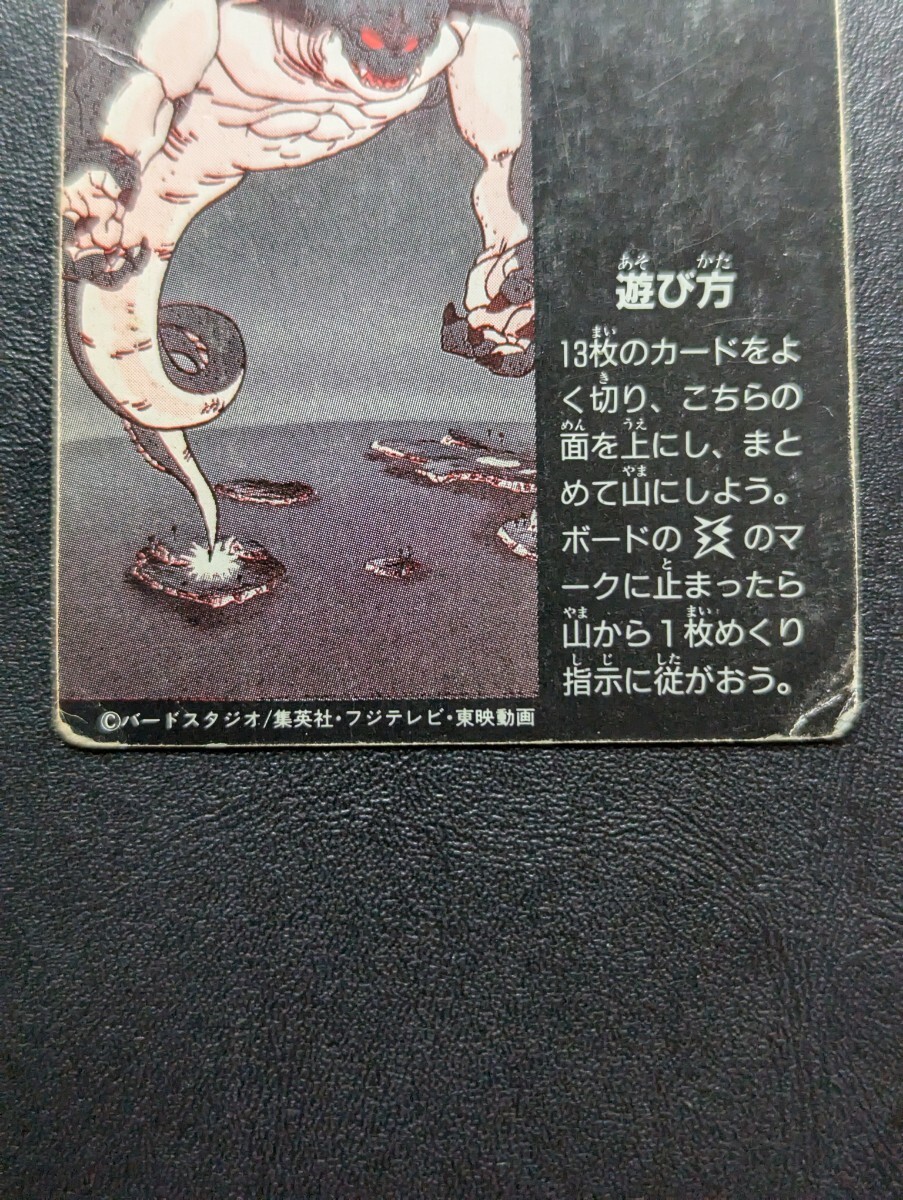 遊び方
13枚のカードをよ
く切り、こちらの
面を上にし、まと
めて山にしよう。
ボードの のマ
ークに止まったら
山から1枚めくり
指示に従がおう。
©バードスタジオ/集英社・フジテレビ・東映動画